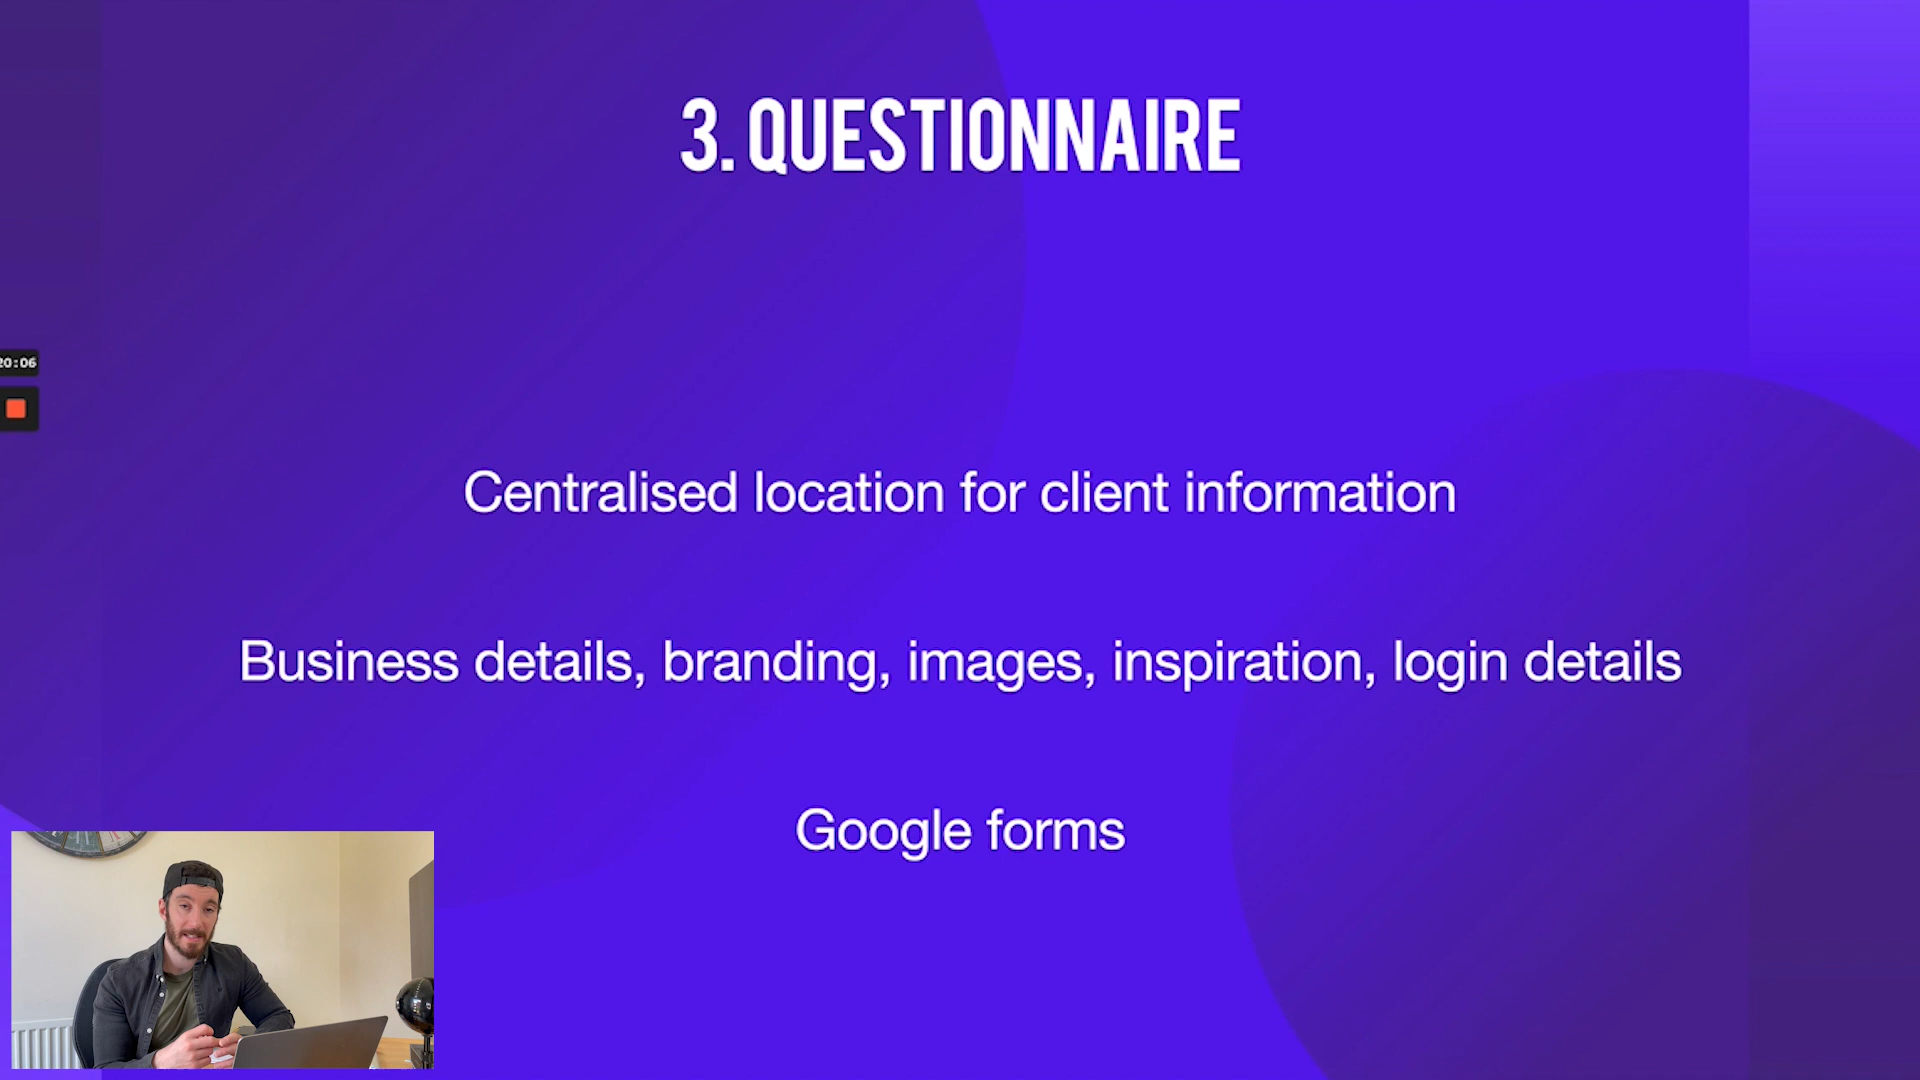 3. QUESTIONNAIRE
20:06
Centralised location for client information
Business details, branding, images, inspiration, login details
Google forms